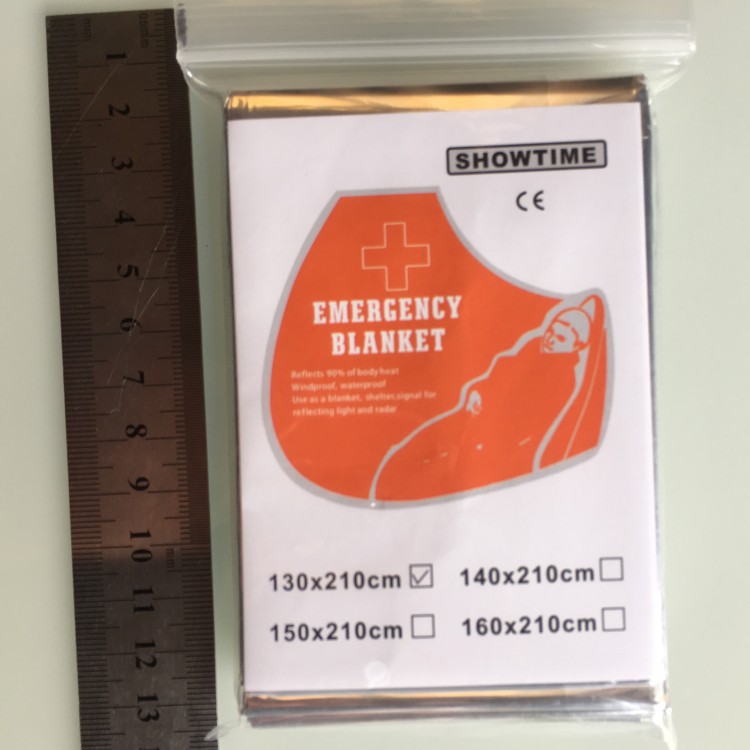 SHOWTIME
CE
EMERGENCY
BLANKET
Reflects 90% of body heat
Windproof, waterproof
Use as a blanket, shelter,signal for
reflecting light and radar
130x210cm
140x210cm
150x210cm
160x210cm
1
2
3
4
5
6
7
8
9
10
11
12
13
mm